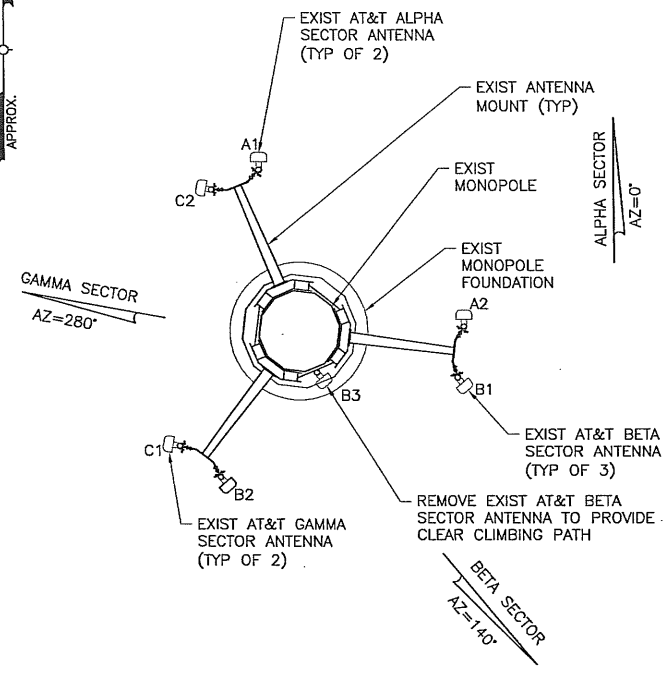 EXIST AT&T ALPHA
SECTOR ANTENNA
(TYP OF 2)
APPROX.
EXIST ANTENNA
MOUNT (TYP)
A1
C2
EXIST
MONOPOLE
ALPHA SECTOR
AZ=0°
EXIST
MONOPOLE
FOUNDATION
GAMMA SECTOR
AZ=280°
A2
B1
B3
EXIST AT&T BETA
SECTOR ANTENNA
(TYP OF 3)
C1
B2
REMOVE EXIST AT&T BETA
SECTOR ANTENNA TO PROVIDE
CLEAR CLIMBING PATH
EXIST AT&T GAMMA
SECTOR ANTENNA
(TYP OF 2)
BETA SECTOR
AZ=140°